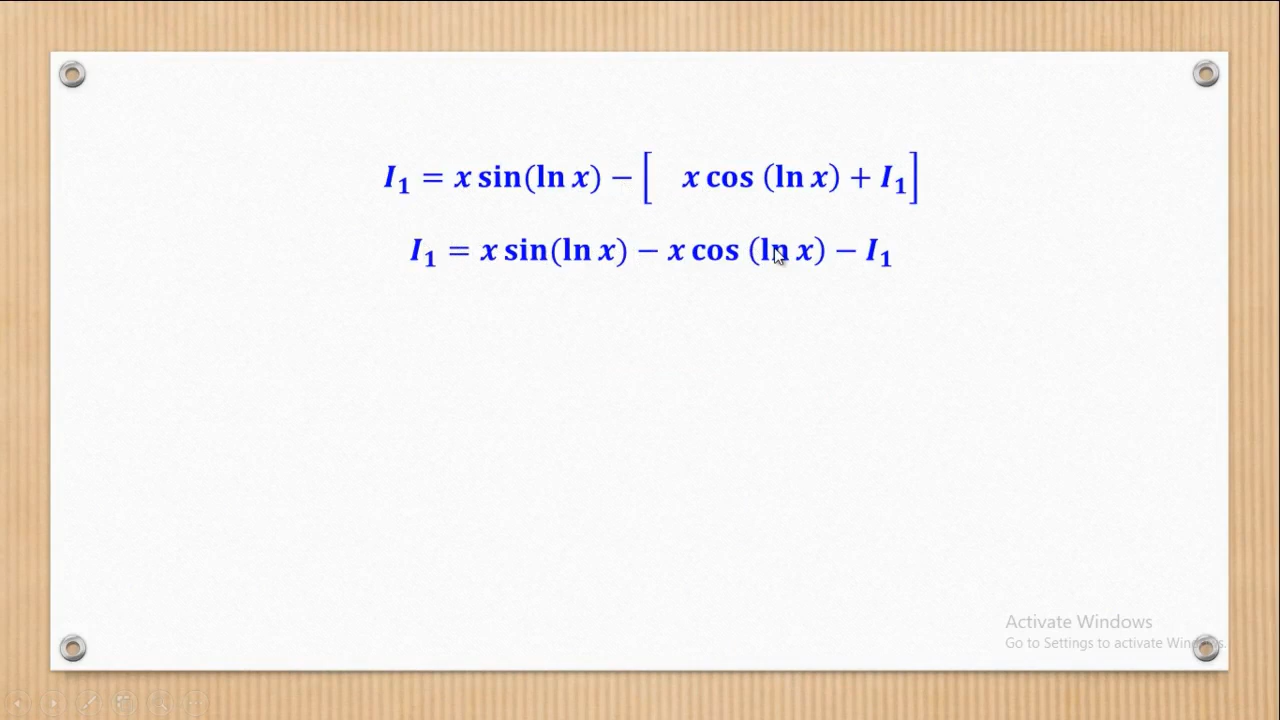 I₁ = x sin(ln x) − [ x cos (ln x) + I₁]
I₁ = x sin(ln x) − x cos (ln x) − I₁
Activate Windows
Go to Settings to activate Windows.